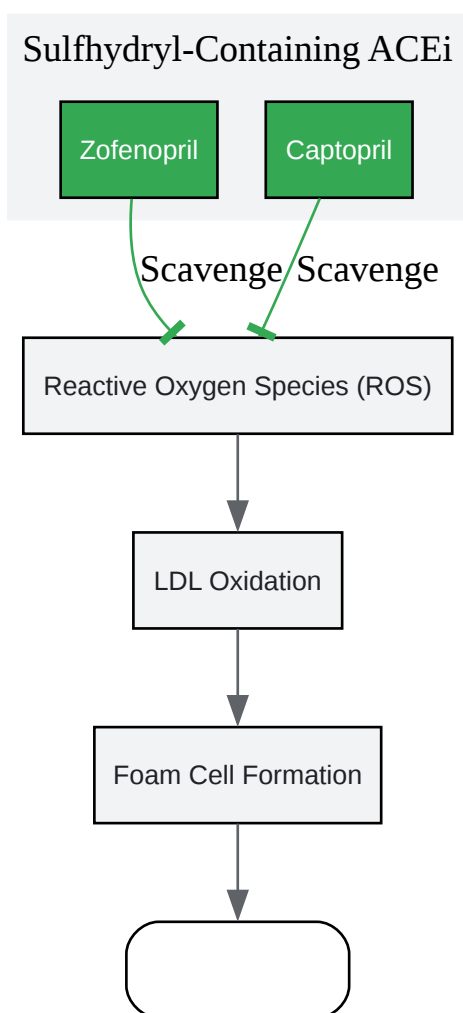 Sulfhydryl-Containing ACEi
Zofenopril Captopril
Scavenge Scavenge
Reactive Oxygen Species (ROS)
LDL Oxidation
Foam Cell Formation